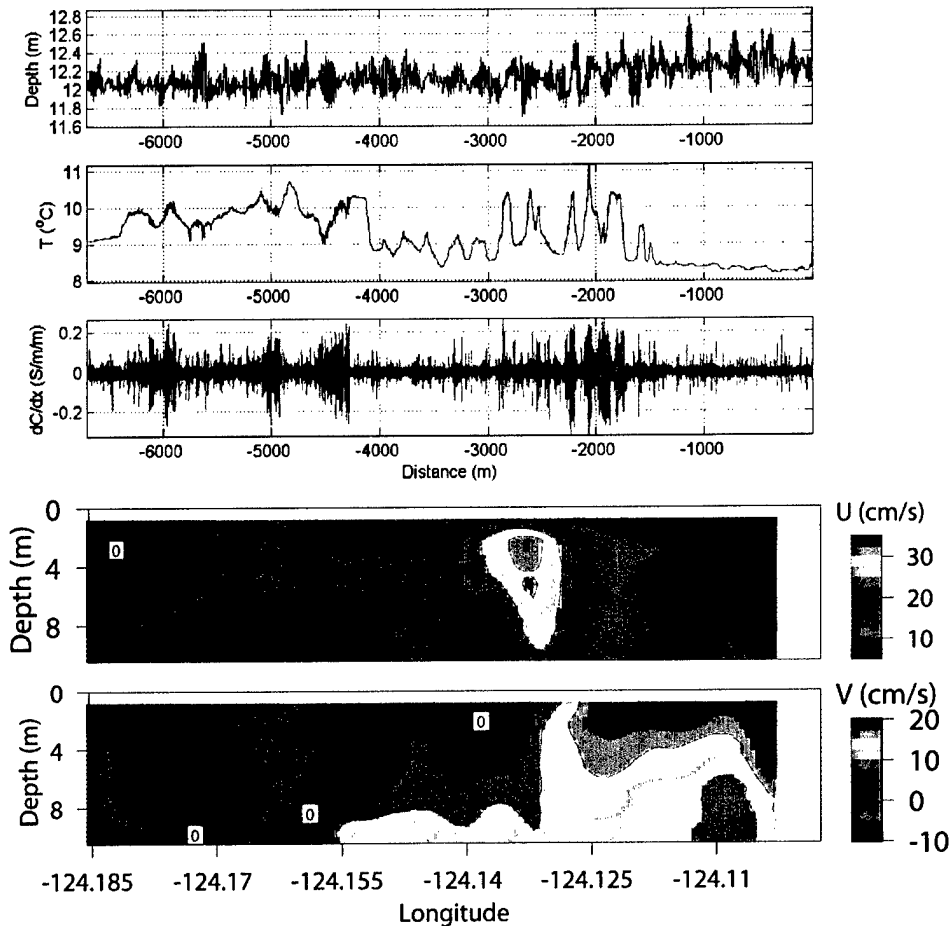 12.8
12.6
12.4
12.2
12
11.8
11.6
Depth (m)
-6000 -5000 -4000 -3000 -2000 -1000
11
10
9
8
T (°C)
-6000 -5000 -4000 -3000 -2000 -1000
0.2
0
-0.2
dC/dx (S/m/m)
-6000 -5000 -4000 -3000 -2000 -1000
Distance (m)
0
4
8
Depth (m)
0
U (cm/s)
30
20
10
0
4
8
Depth (m)
0
0
0
V (cm/s)
20
10
0
-10
-124.185 -124.17 -124.155 -124.14 -124.125 -124.11
Longitude